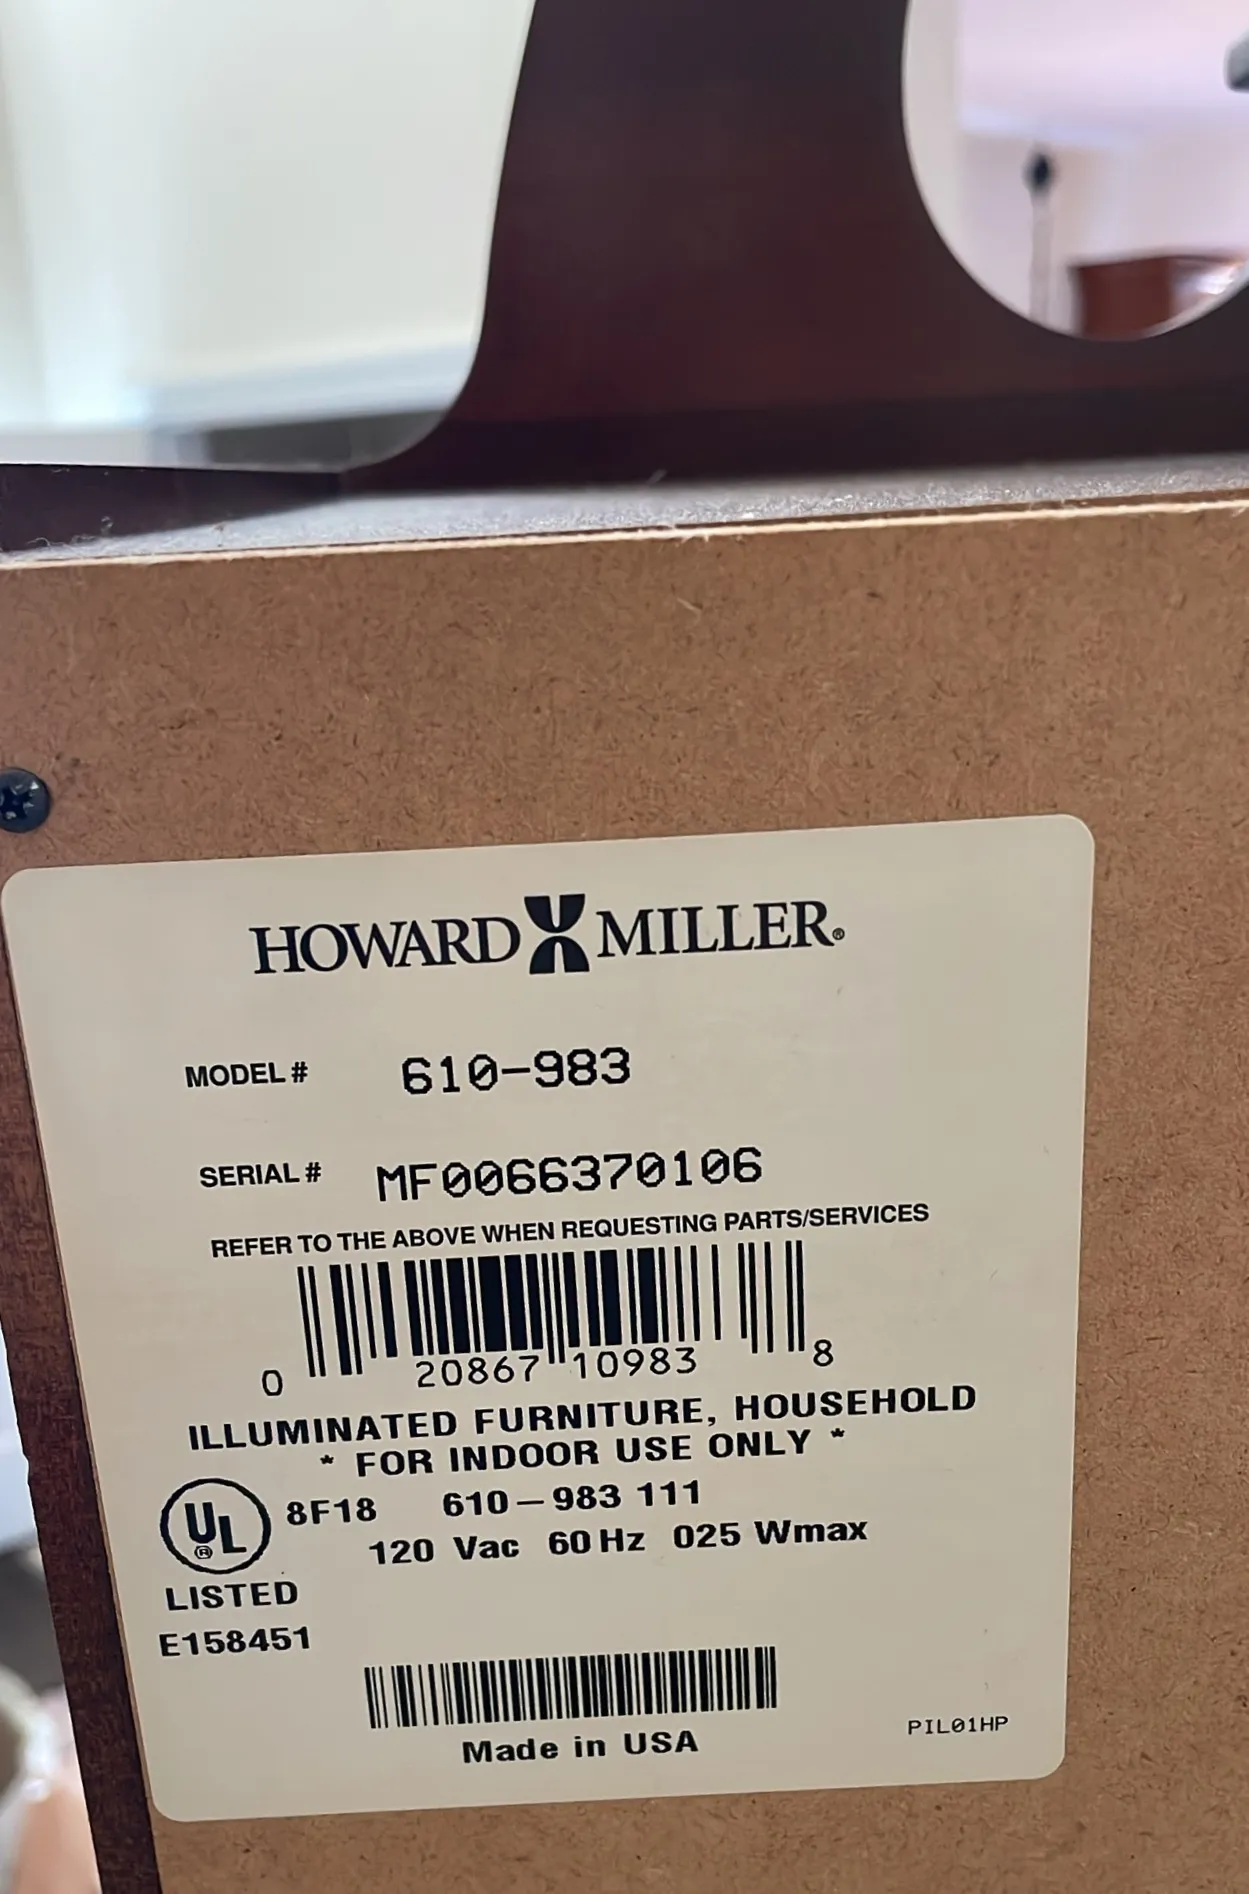 HOWARD MILLER®
MODEL # 610-983
SERIAL # MF0066370106
REFER TO THE ABOVE WHEN REQUESTING PARTS/SERVICES
0 20867 10983 8
ILLUMINATED FURNITURE, HOUSEHOLD
* FOR INDOOR USE ONLY *
UL® 8F18 610-983 111
120 Vac 60 Hz 025 Wmax
LISTED
E158451
Made in USA
PIL01HP